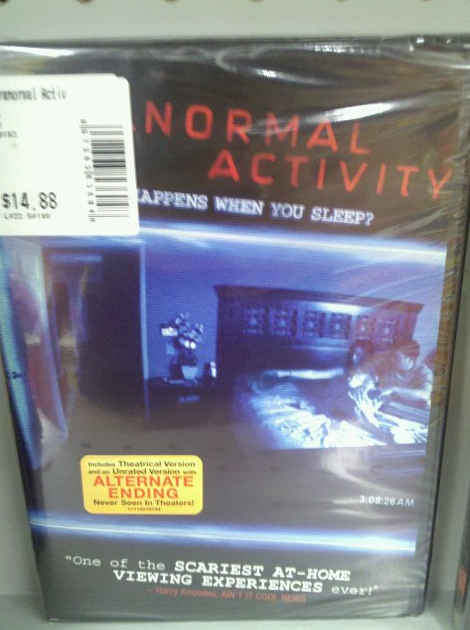 ranormal Activ
$14.88
NORMAL
ACTIVITY
HAPPENS WHEN YOU SLEEP?
Includes Theatrical Version
and an Unrated Version with
ALTERNATE
ENDING
Never Seen In Theaters!
3:08:26 AM
"One of the SCARIEST AT-HOME
VIEWING EXPERIENCES ever!"
- Harry Knowles, AIN'T IT COOL NEWS